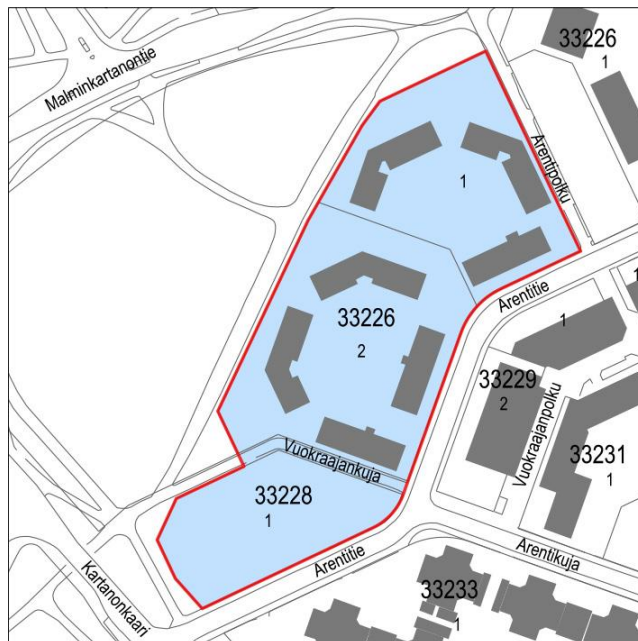 33226
1
Malminkartanontie
Arentipolku
1
Arentitie
33226
2
1
1
33229
2
Vuokraajanpolku
33231
1
Vuokraajankuja
33228
1
Arentitie
Arentikuja
Kartanonkaari
33233
1